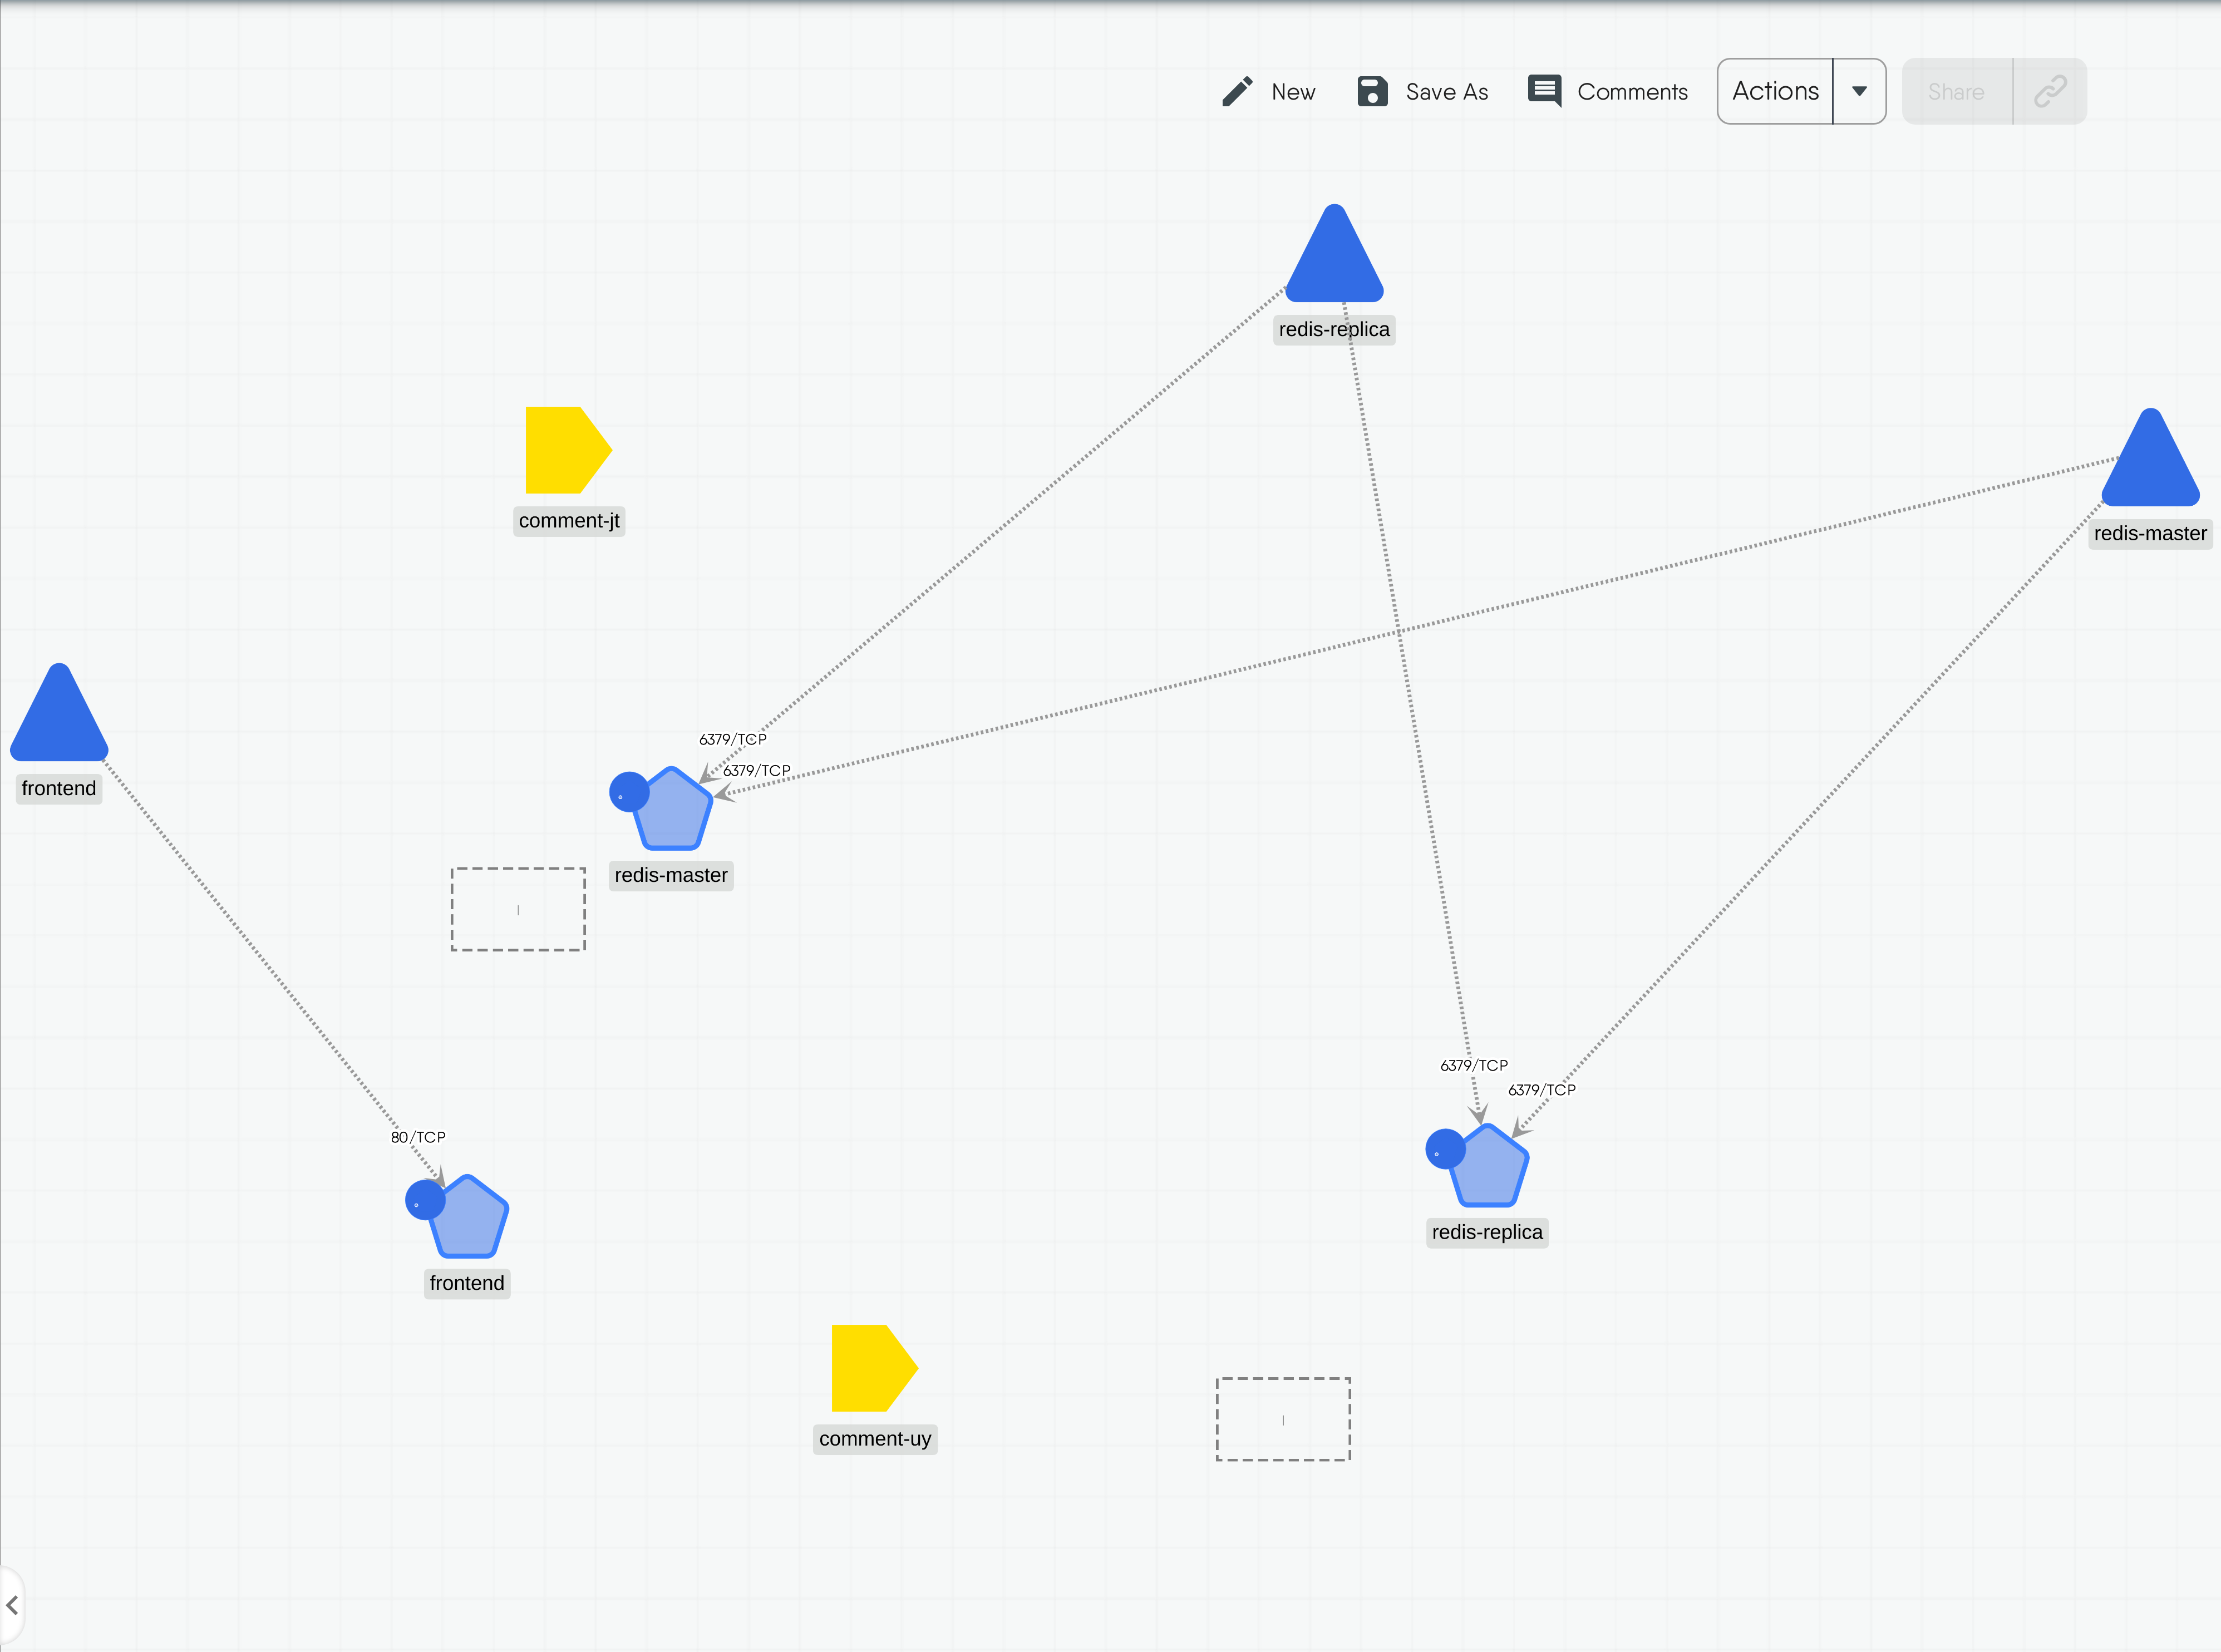 New
Save As
Comments
Actions
Share
redis-replica
comment-jt
redis-master
frontend
6379/TCP
6379/TCP
redis-master
6379/TCP
6379/TCP
80/TCP
redis-replica
frontend
comment-uy